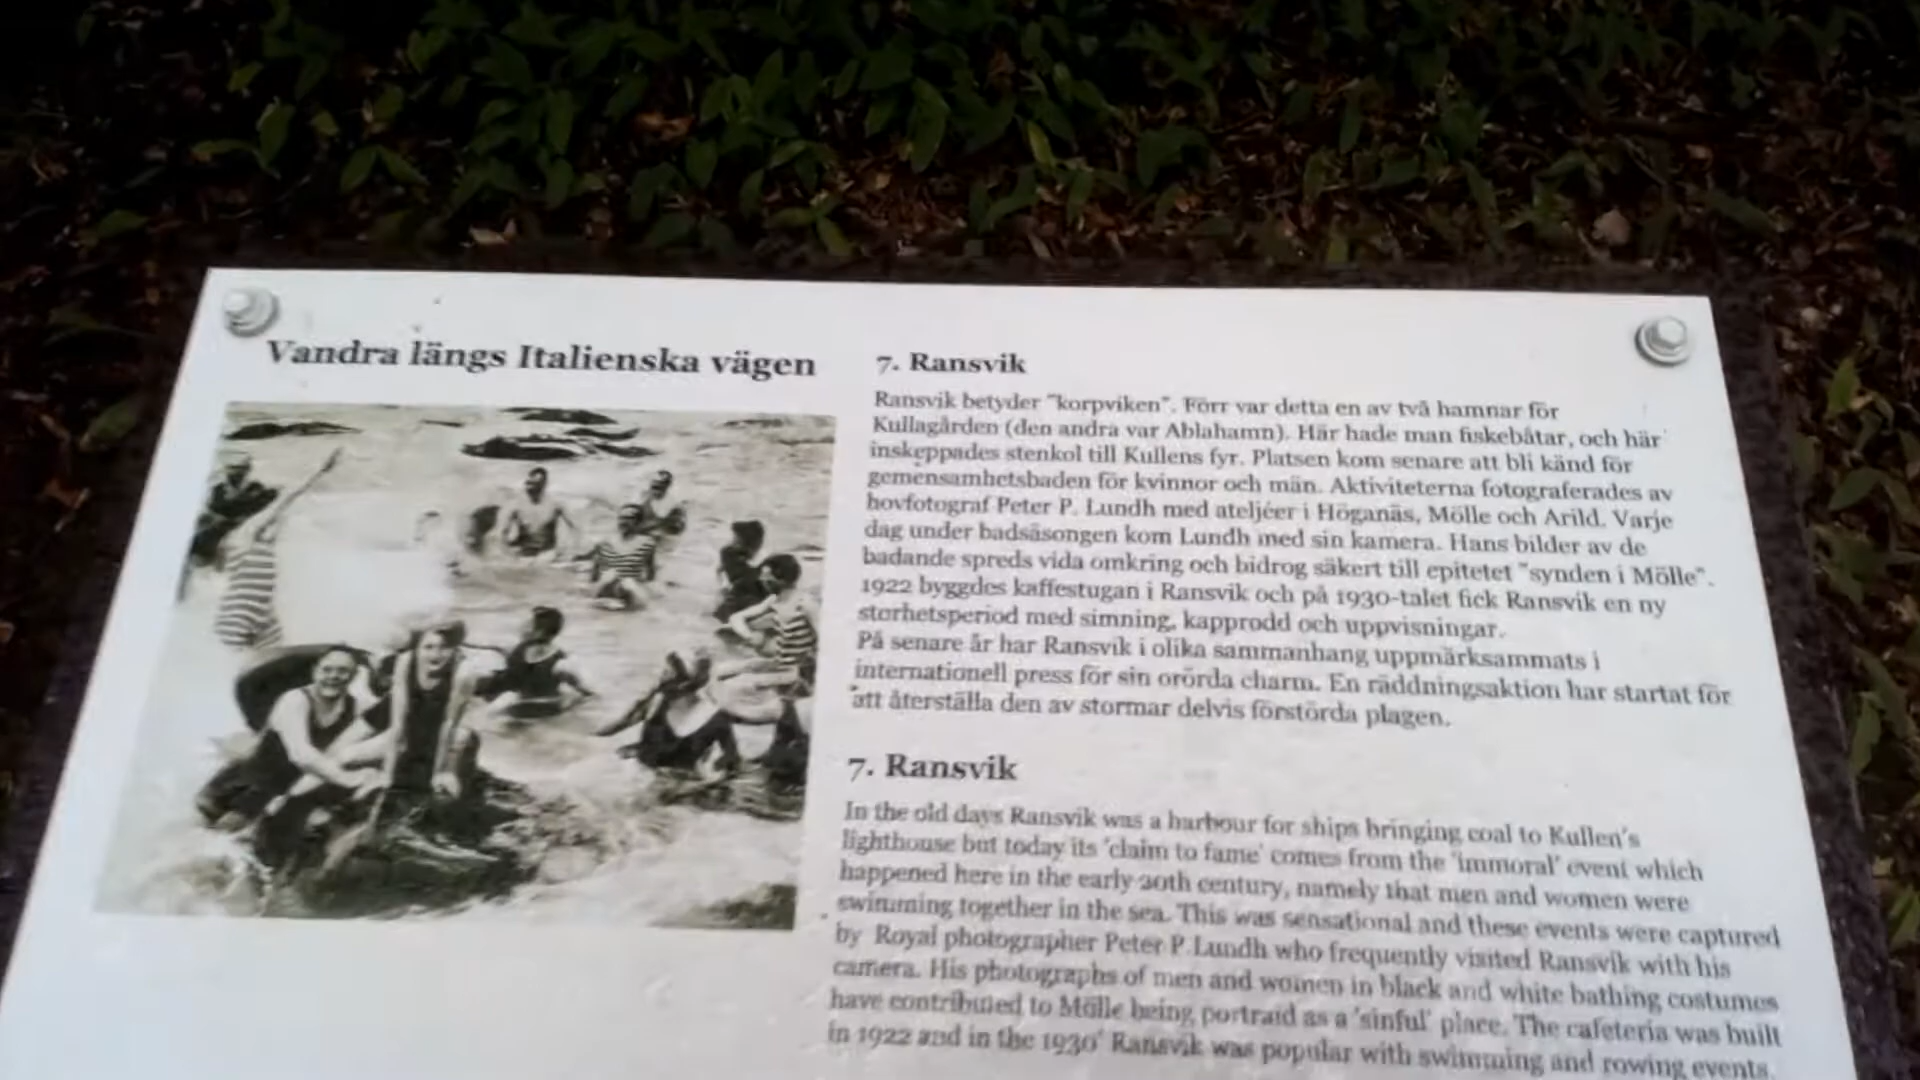 Vandra längs Italienska vägen
7. Ransvik
Ransvik betyder "korpviken". Förr var detta en av två hamnar för
Kullagården (den andra var Ablahamn). Här hade man fiskebåtar, och här
inskeppades stenkol till Kullens fyr. Platsen kom senare att bli känd för
gemensamhetsbaden för kvinnor och män. Aktiviteterna fotograferades av
hovfotograf Peter P. Lundh med ateljéer i Höganäs, Mölle och Arild. Varje
dag under badsäsongen kom Lundh med sin kamera. Hans bilder av de
badande spreds vida omkring och bidrog säkert till epitetet "synden i Mölle".
1922 byggdes kaffestugan i Ransvik och på 1930-talet fick Ransvik en ny
storhetsperiod med simning, kapprodd och uppvisningar.
På senare år har Ransvik i olika sammanhang uppmärksammats i
internationell press för sin orörda charm. En räddningsaktion har startat för
att återställa den av stormar delvis förstörda plagen.
7. Ransvik
In the old days Ransvik was a harbour for ships bringing coal to Kullen's
lighthouse but today its 'claim to fame' comes from the 'immoral' event which
happened here in the early 20th century, namely that men and women were
swimming together in the sea. This was sensational and these events were captured
by Royal photographer Peter P.Lundh who frequently visited Ransvik with his
camera. His photographs of men and women in black and white bathing costumes
have contributed to Mölle being portraid as a 'sinful' place. The cafeteria was built
in 1922 and in the 1930' Ransvik was popular with swimming and rowing events.